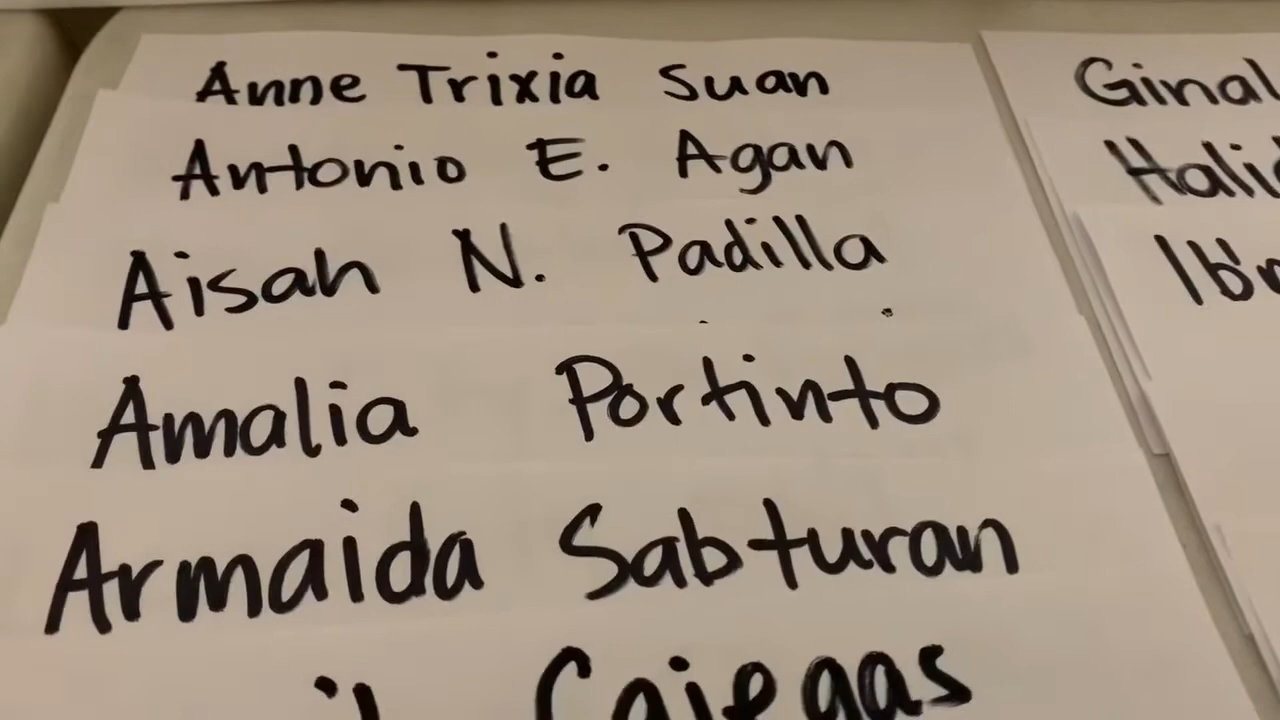 Anne Trixia Suan
Antonio E. Agan
Aisah N. Padilla
Amalia Portinto
Armaida Sabturan